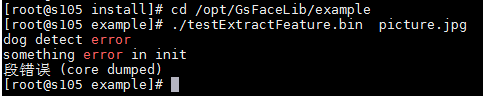 [root@s105 install]# cd /opt/GsFaceLib/example
[root@s105 example]# ./testExtractFeature.bin  picture.jpg
dog detect error
something error in init
段错误 (core dumped)
[root@s105 example]#